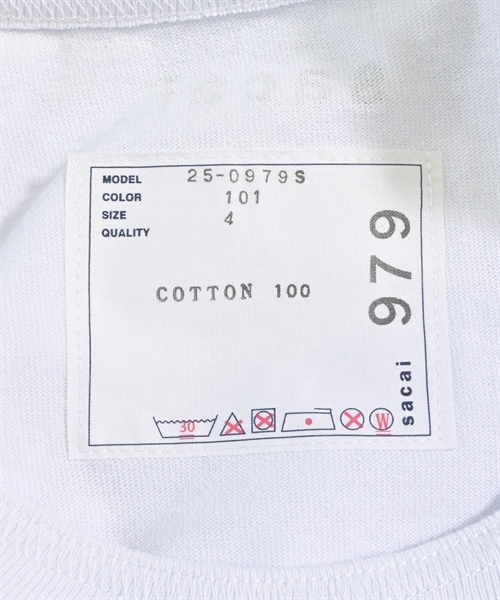 MODEL 25-0979S
COLOR 101
SIZE 4
QUALITY
COTTON 100
979
sacai
30
W